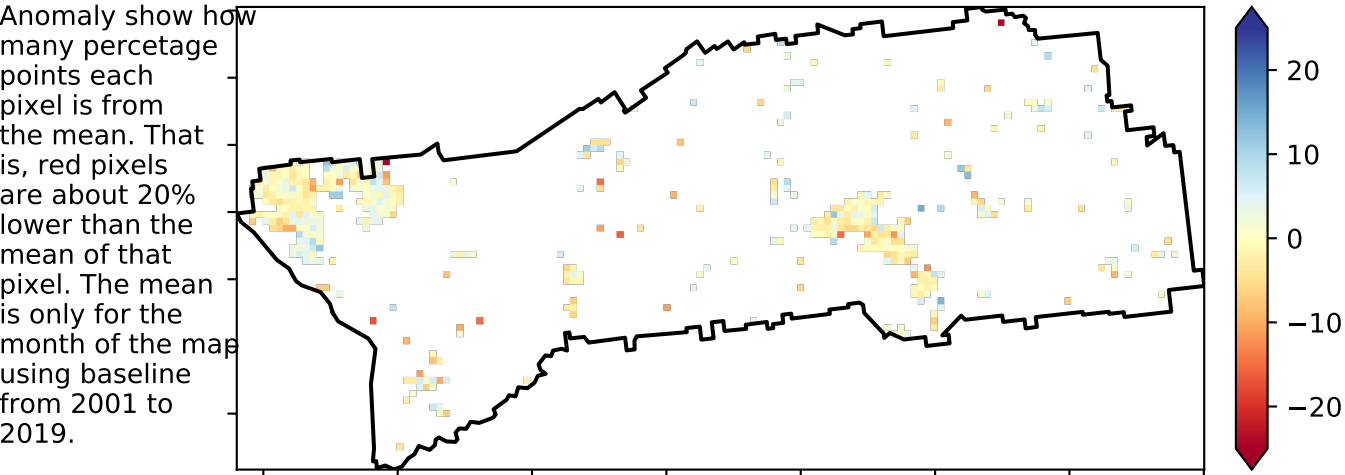 Anomaly show how
many percetage
points each
pixel is from
the mean. That
is, red pixels
are about 20%
lower than the
mean of that
pixel. The mean
is only for the
month of the map
using baseline
from 2001 to
2019.
20
10
0
−10
−20